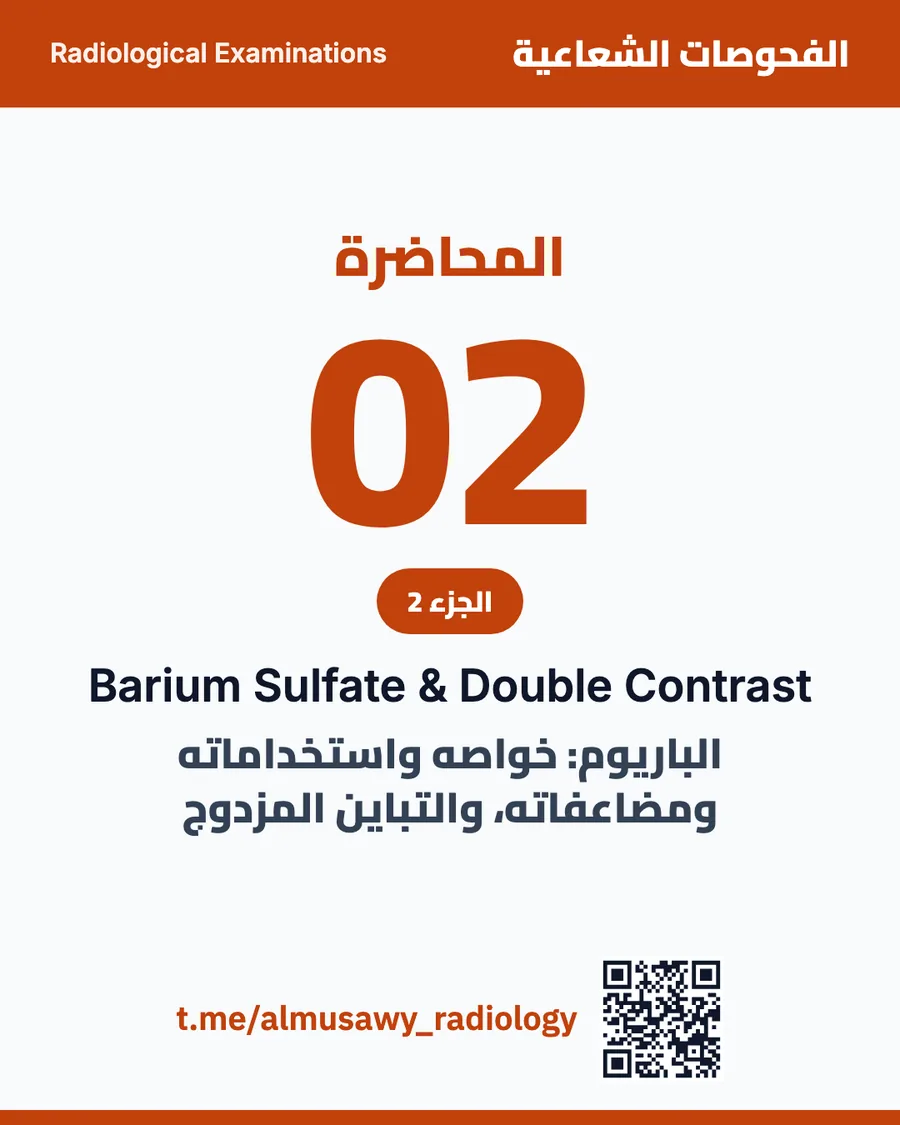 الفحوصات الشعاعية
Radiological Examinations
المحاضرة
02
الجزء 2
Barium Sulfate & Double Contrast
الباريوم: خواصه واستخداماته
ومضاعفاته، والتباين المزدوج
t.me/almusawy_radiology